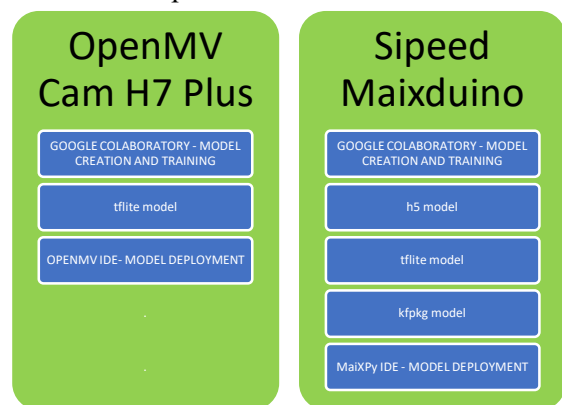 OpenMV
Cam H7 Plus
GOOGLE COLABORATORY - MODEL
CREATION AND TRAINING
tflite model
OPENMV IDE- MODEL DEPLOYMENT
.
.
Sipeed
Maixduino
GOOGLE COLABORATORY - MODEL
CREATION AND TRAINING
h5 model
tflite model
kfpkg model
MaiXPy IDE - MODEL DEPLOYMENT